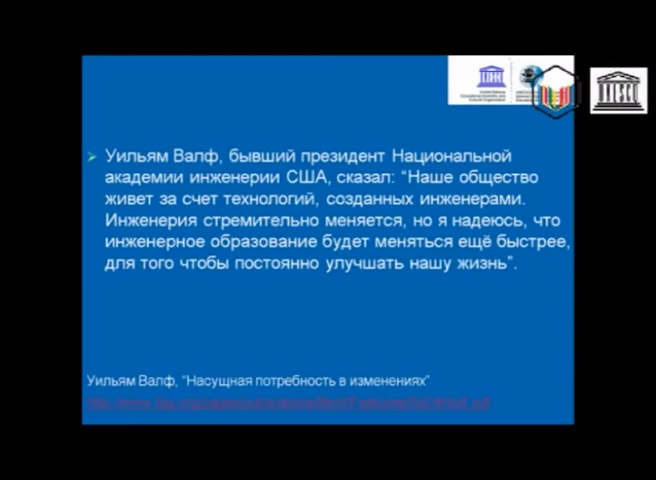 Уильям Валф, бывший президент Национальной
академии инженерии США, сказал: “Наше общество
живет за счет технологий, созданных инженерами.
Инженерия стремительно меняется, но я надеюсь, что
инженерное образование будет меняться ещё быстрее,
для того чтобы постоянно улучшать нашу жизнь”.
Уильям Валф, “Насущная потребность в изменениях”